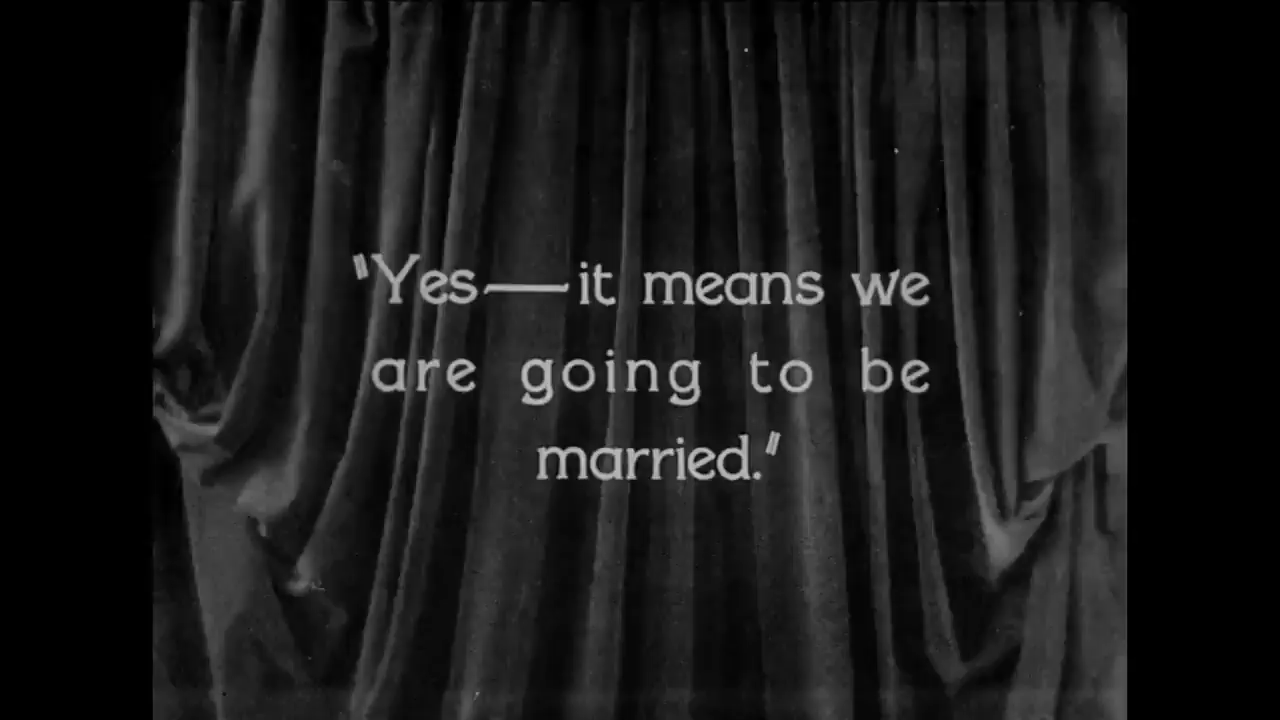 "Yes—it means we
are going to be
married."